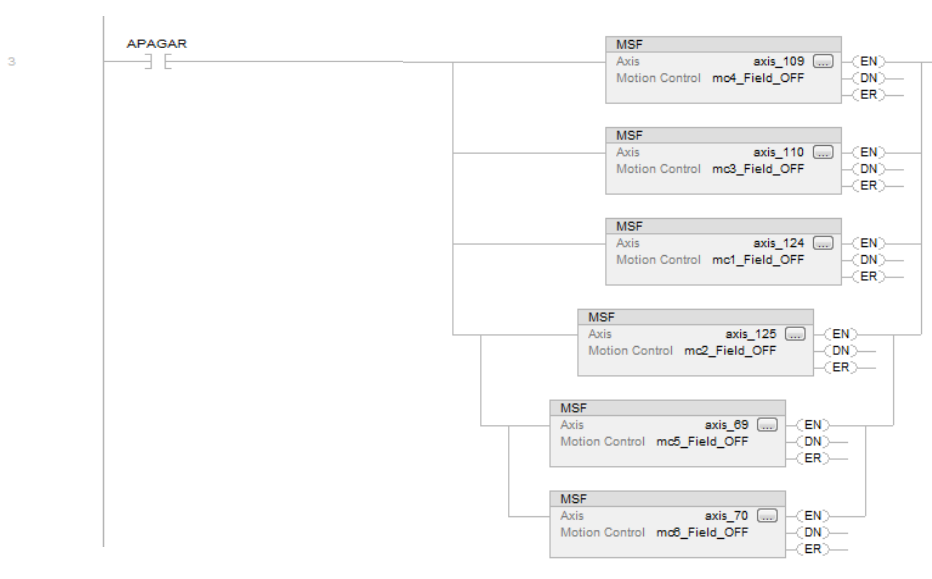 APAGAR
3
MSF
Axis axis_109 ... EN
Motion Control mc4_Field_OFF DN
ER
MSF
Axis axis_110 ... EN
Motion Control mc3_Field_OFF DN
ER
MSF
Axis axis_124 ... EN
Motion Control mc1_Field_OFF DN
ER
MSF
Axis axis_125 ... EN
Motion Control mc2_Field_OFF DN
ER
MSF
Axis axis_69 ... EN
Motion Control mc5_Field_OFF DN
ER
MSF
Axis axis_70 ... EN
Motion Control mc6_Field_OFF DN
ER